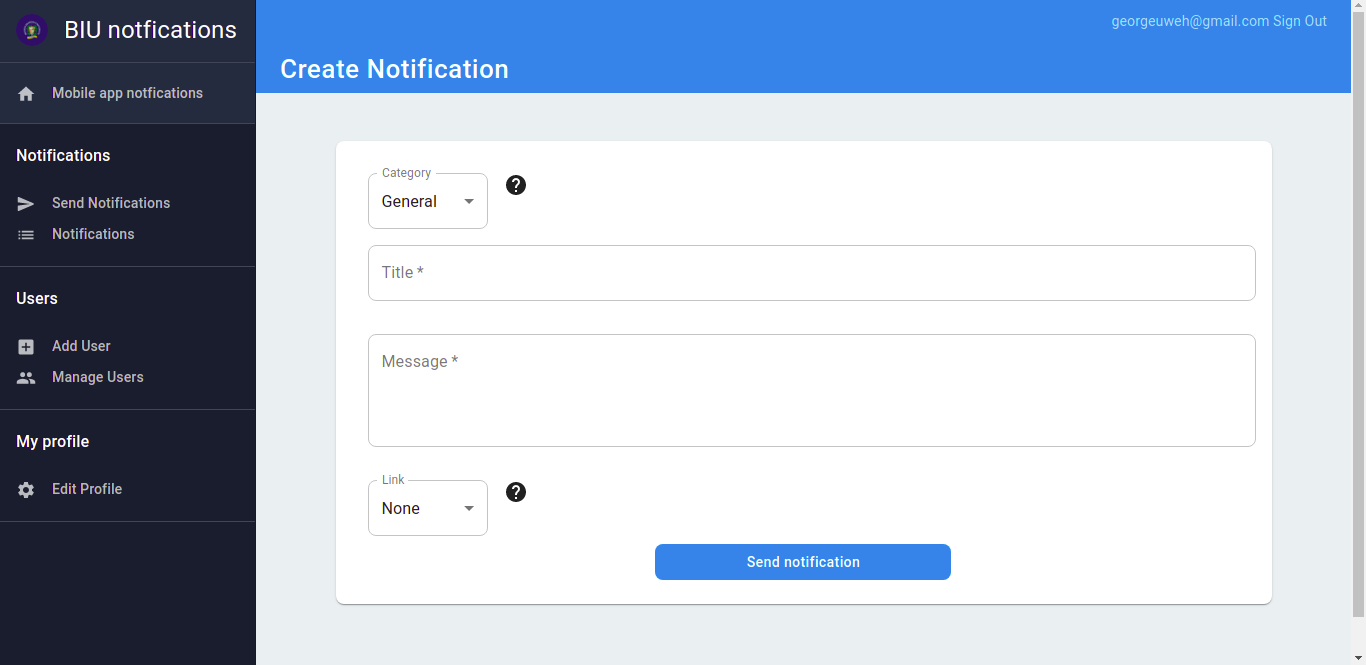 BIU notfications
Mobile app notfications
Notifications
Send Notifications
Notifications
Users
Add User
Manage Users
My profile
Edit Profile
georgeuweh@gmail.com Sign Out
Create Notification
Category
General
Title *
Message *
Link
None
Send notification